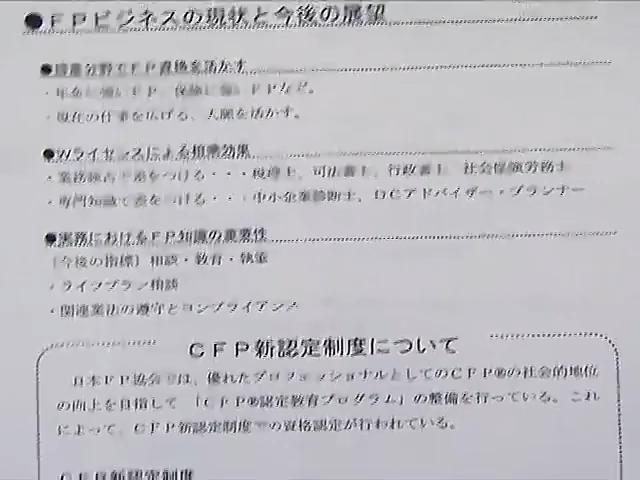 ●FPビジネスの現状と今後の展望
●得意分野でFP資格を活かす
・年金に強いFP、保険に強いFPなど。
・現在の仕事を広げる、人脈を活かす。
●Wライセンスによる相乗効果
・業務独占で差をつける・・・税理士、司法書士、行政書士、社会保険労務士
・専門知識で差をつける・・・中小企業診断士、DCアドバイザー・プランナー
●実務におけるFP知識の重要性
（今後の指標）相談・教育・執筆
・ライフプラン相談
・関連業法の遵守とコンプライアンス
CFP新認定制度について
日本FP協会では、優れたプロフェッショナルとしてのCFP®の社会的地位
の向上を目指して「CFP®認定教育プログラム」の整備を行っている。これ
によって、CFP新認定制度での資格認定が行われている。
CFP新認定制度